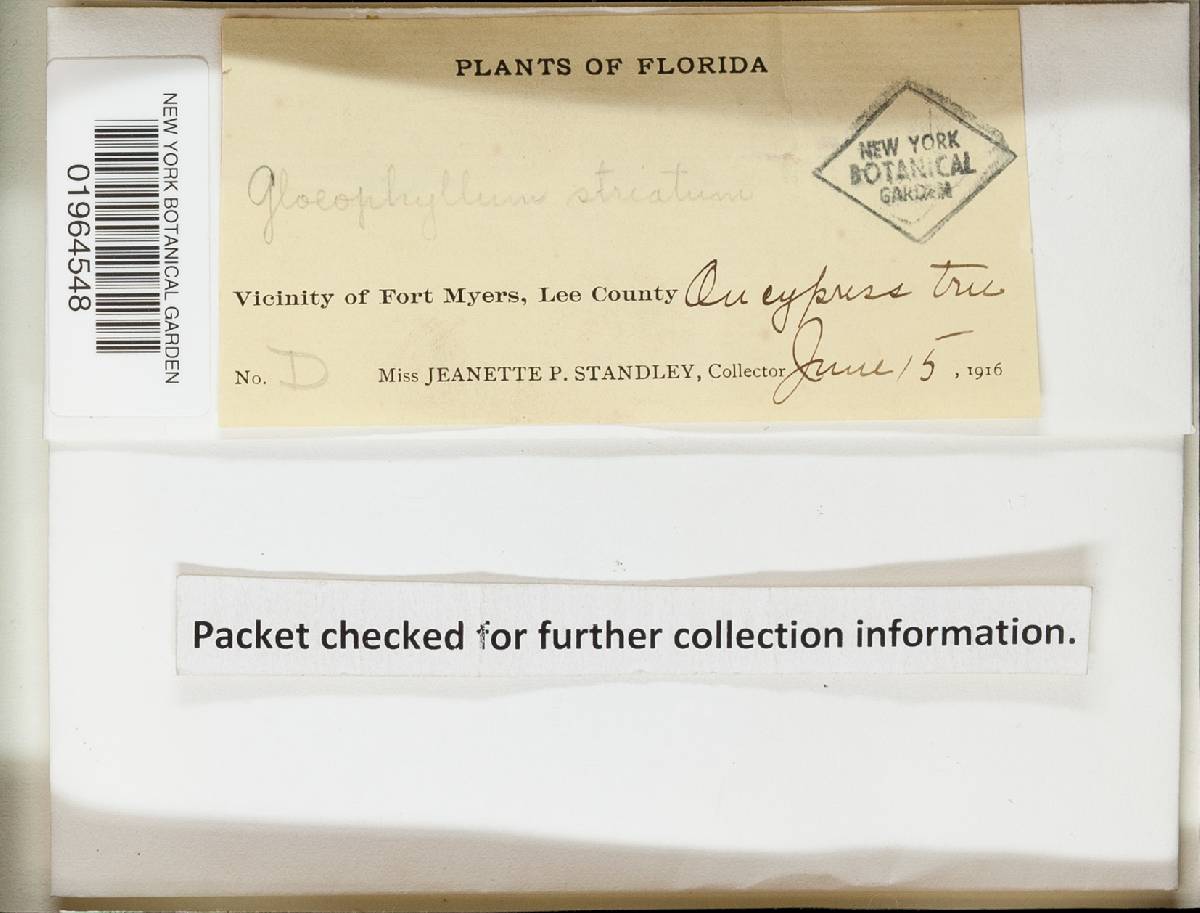 PLANTS OF FLORIDA
NEW YORK
BOTANICAL
GARDEN
Gloeophyllum striatum
Vicinity of Fort Myers, Lee County On cypress tree
No. D Miss JEANETTE P. STANDLEY, Collector June 15, 1916
NEW YORK BOTANICAL GARDEN
01964548
Packet checked for further collection information.